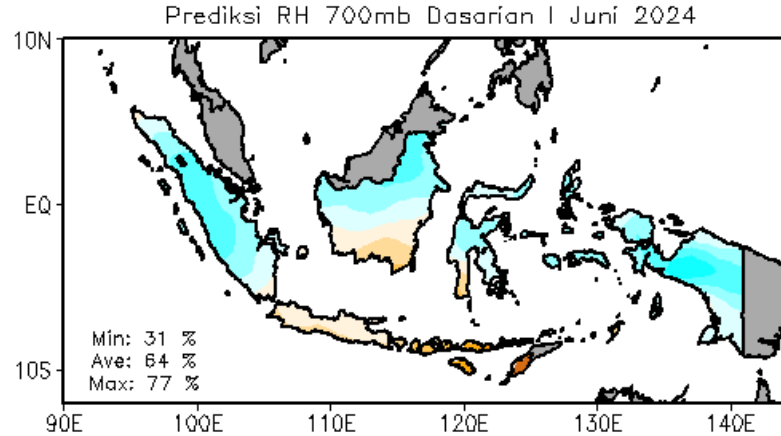 Prediksi RH 700mb Dasarian I Juni 2024
10N
EQ
10S
Min: 31 %
Ave: 64 %
Max: 77 %
90E 100E 110E 120E 130E 140E